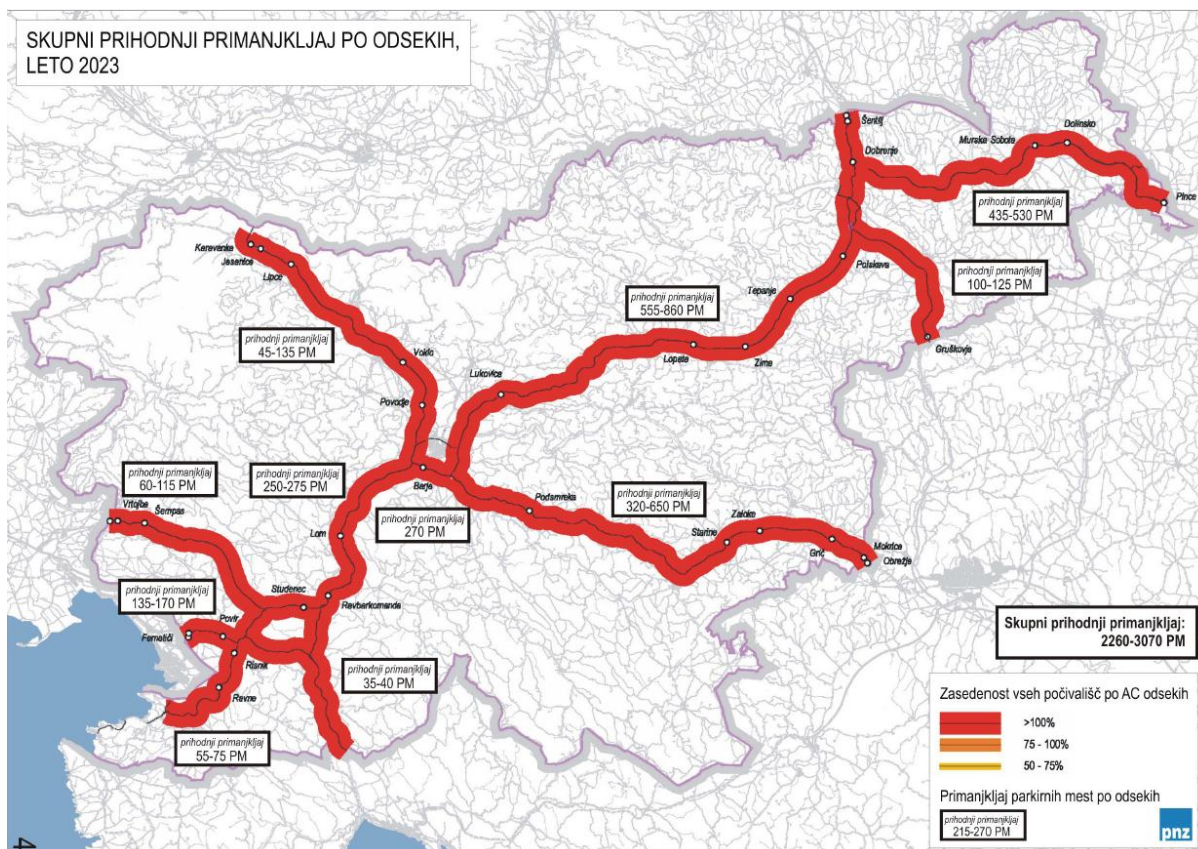 SKUPNI PRIHODNJI PRIMANJKLJAJ PO ODSEKIH,
LETO 2023
Šentilj
Dobrenje
Murska Sobota
Dolinsko
Pince
prihodnji primanjkljaj
435-530 PM
Karavanke
Jesenice
Lipce
Polskava
prihodnji primanjkljaj
100-125 PM
prihodnji primanjkljaj
555-860 PM
Tepanje
Gruškovje
prihodnji primanjkljaj
45-135 PM
Voklo
Lopata
Zima
Lukovica
Povodje
prihodnji primanjkljaj
60-115 PM
prihodnji primanjkljaj
250-275 PM
Barje
prihodnji primanjkljaj
320-650 PM
Vrtojba
Šempas
Podsmreka
prihodnji primanjkljaj
270 PM
Lom
Starine
Zaloke
Grič
Mokrice
Obrežje
prihodnji primanjkljaj
135-170 PM
Studenec
Ravbarkomanda
Povir
Fernetiči
Risnik
Skupni prihodnji primanjkljaj:
2260-3070 PM
prihodnji primanjkljaj
35-40 PM
Ravne
prihodnji primanjkljaj
55-75 PM
Zasedenost vseh počivališč po AC odsekih
>100%
75 - 100%
50 - 75%
Primanjkljaj parkirnih mest po odsekih
prihodnji primanjkljaj
215-270 PM
pnz
4